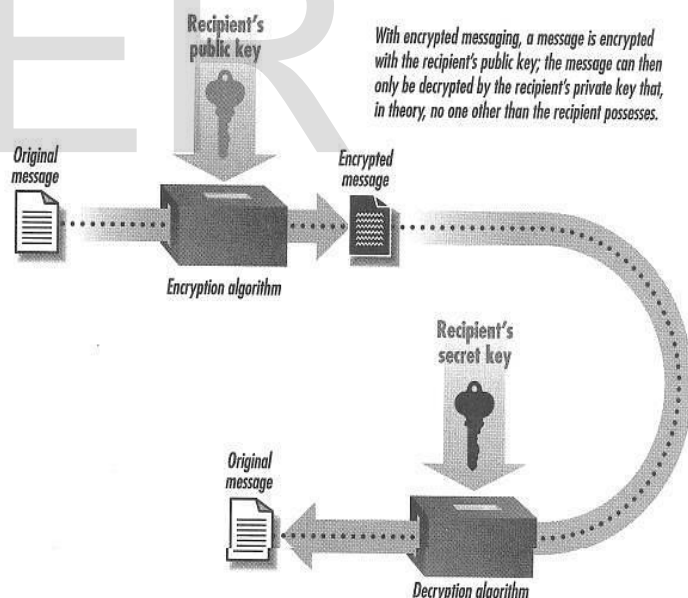 ER
Recipient's
public key
With encrypted messaging, a message is encrypted
with the recipient's public key; the message can then
only be decrypted by the recipient's private key that,
in theory, no one other than the recipient possesses.
Original
message
Encrypted
message
Encryption algorithm
Recipient's
secret key
Original
message
Decryption algorithm